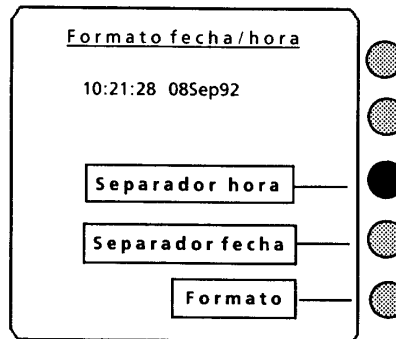 Formato fecha/hora
10:21:28 08Sep92
Separador hora
Separador fecha
Formato